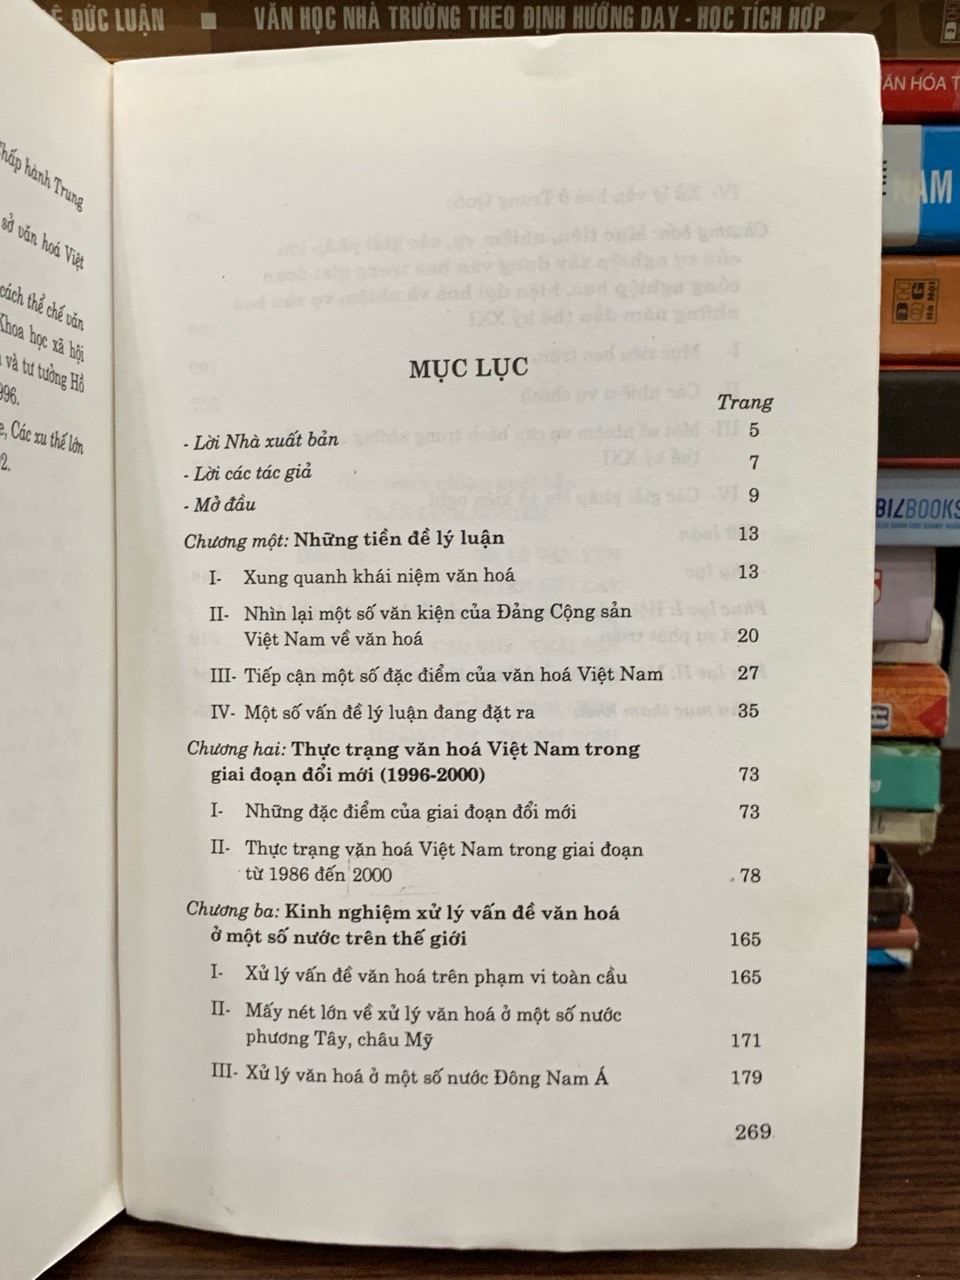 ĐỨC LUẬN ■ VĂN HỌC NHÀ TRƯỜNG THEO ĐỊNH HƯỚNG DẠY - HỌC TÍCH HỢP
ĂN HÓA T
NAM
Hà Nội
BIZBOOKS
hấp hành Trung
sở văn hoá Việt
cách thể chế văn
Khoa học xã hội
và tư tưởng Hồ
996.
Các xu thế lớn
MỤC LỤC
Trang
- Lời Nhà xuất bản 5
- Lời các tác giả 7
- Mở đầu 9
Chương một: Những tiền đề lý luận 13
I- Xung quanh khái niệm văn hoá 13
II- Nhìn lại một số văn kiện của Đảng Cộng sản
Việt Nam về văn hoá 20
III- Tiếp cận một số đặc điểm của văn hoá Việt Nam 27
IV- Một số vấn đề lý luận đang đặt ra 35
Chương hai: Thực trạng văn hoá Việt Nam trong
giai đoạn đổi mới (1996-2000) 73
I- Những đặc điểm của giai đoạn đổi mới 73
II- Thực trạng văn hoá Việt Nam trong giai đoạn
từ 1986 đến 2000 78
Chương ba: Kinh nghiệm xử lý vấn đề văn hoá
ở một số nước trên thế giới 165
I- Xử lý vấn đề văn hoá trên phạm vi toàn cầu 165
II- Mấy nét lớn về xử lý văn hoá ở một số nước
phương Tây, châu Mỹ 171
III- Xử lý văn hoá ở một số nước Đông Nam Á 179
269